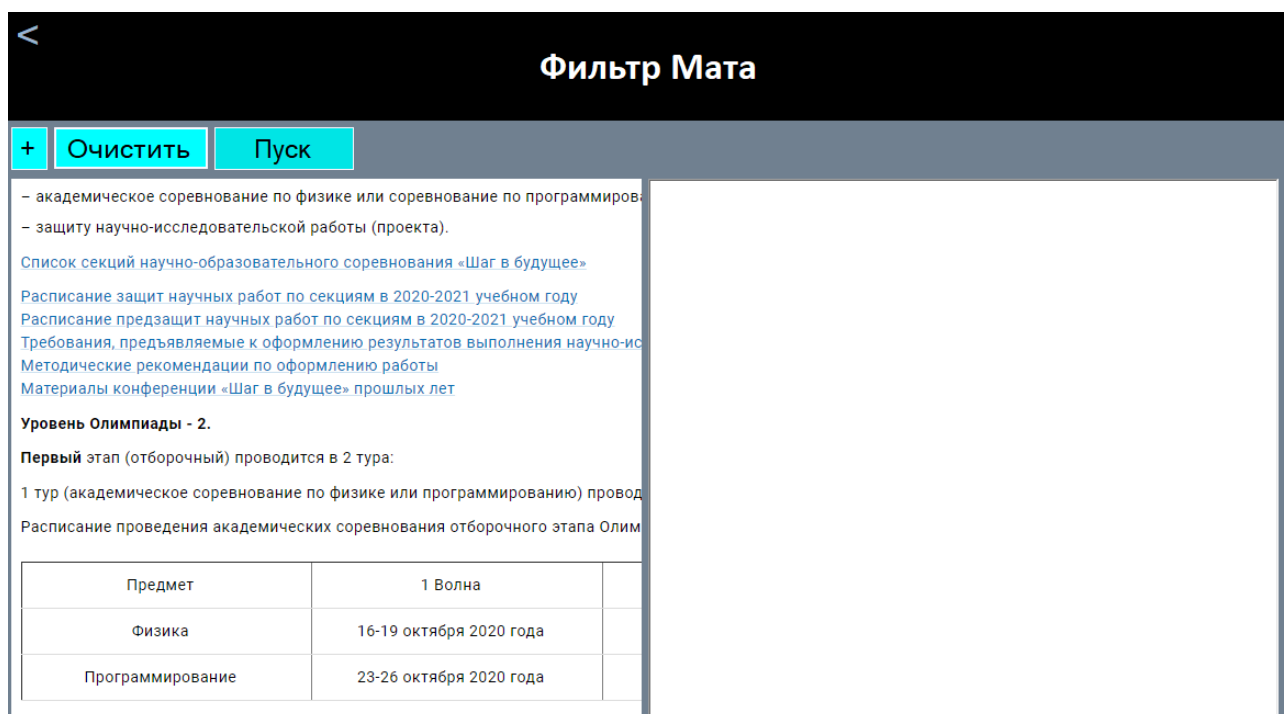 <
Фильтр Мата
+ Очистить Пуск
– академическое соревнование по физике или соревнование по
– защиту научно-исследовательской работы (проекта).
Список секций научно-образовательного соревнования «Шаг в будущее»
Расписание защит научных работ по секциям в 2020-2021 учебном году
Расписание предзащит научных работ по секциям в 2020-2021 учебном году
Требования, предъявляемые к оформлению результатов выполнения научно-ис
Методические рекомендации по оформлению работы
Материалы конференции «Шаг в будущее» прошлых лет
Уровень Олимпиады - 2.
Первый этап (отборочный) проводится в 2 тура:
1 тур (академическое соревнование по физике или программированию) провод
Расписание проведения академических соревнования отборочного этапа Олим
Предмет 1 Волна
Физика 16-19 октября 2020 года
Программирование 23-26 октября 2020 года